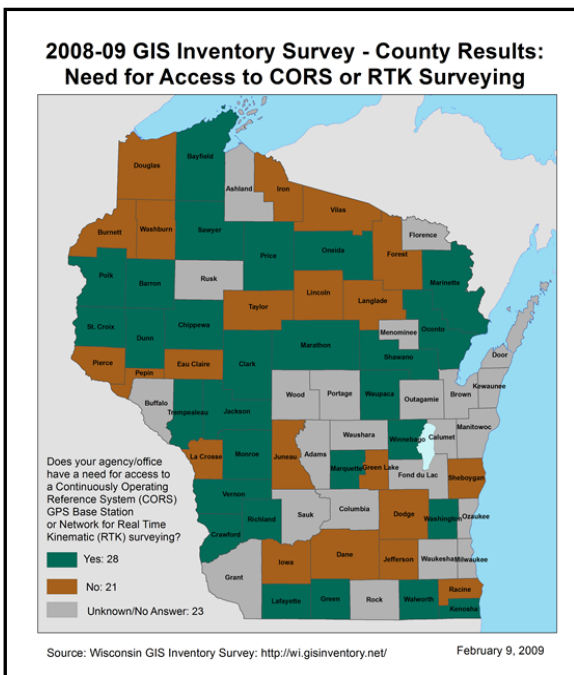 2008-09 GIS Inventory Survey - County Results:
Need for Access to CORS or RTK Surveying
Bayfield
Douglas
Ashland
Iron
Vilas
Burnett
Washburn
Sawyer
Florence
Price
Oneida
Forest
Marinette
Polk
Barron
Rusk
Lincoln
Langlade
Taylor
Oconto
St. Croix
Dunn
Chippewa
Menominee
Marathon
Shawano
Door
Pierce
Pepin
Eau Claire
Clark
Kewaunee
Buffalo
Wood
Portage
Waupaca
Outagamie
Brown
Trempealeau
Jackson
Manitowoc
Waushara
Winnebago
Calumet
La Crosse
Monroe
Juneau
Adams
Marquette
Green Lake
Fond du Lac
Sheboygan
Vernon
Sauk
Columbia
Dodge
Washington
Ozaukee
Richland
Crawford
Iowa
Dane
Jefferson
Waukesha
Milwaukee
Grant
Lafayette
Green
Rock
Walworth
Racine
Kenosha
Does your agency/office
have a need for access to
a Continuously Operating
Reference System (CORS)
GPS Base Station
or Network for Real Time
Kinematic (RTK) surveying?
Yes: 28
No: 21
Unknown/No Answer: 23
Source: Wisconsin GIS Inventory Survey: http://wi.gisinventory.net/
February 9, 2009